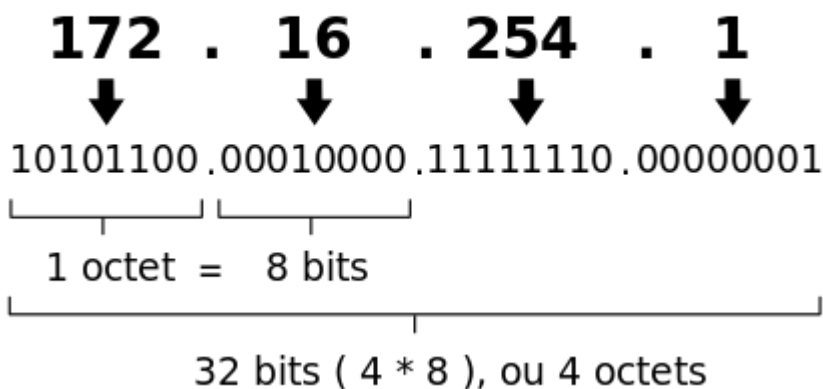 172 . 16 . 254 . 1
10101100 .00010000 .11111110 .00000001
1 octet = 8 bits
32 bits ( 4 * 8 ), ou 4 octets